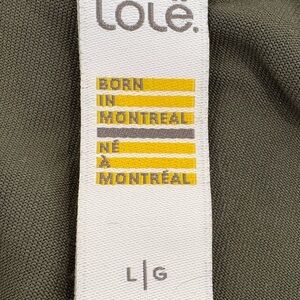 lolë.
BORN
IN
MONTREAL
NÉ
À
MONTRÉAL
L|G